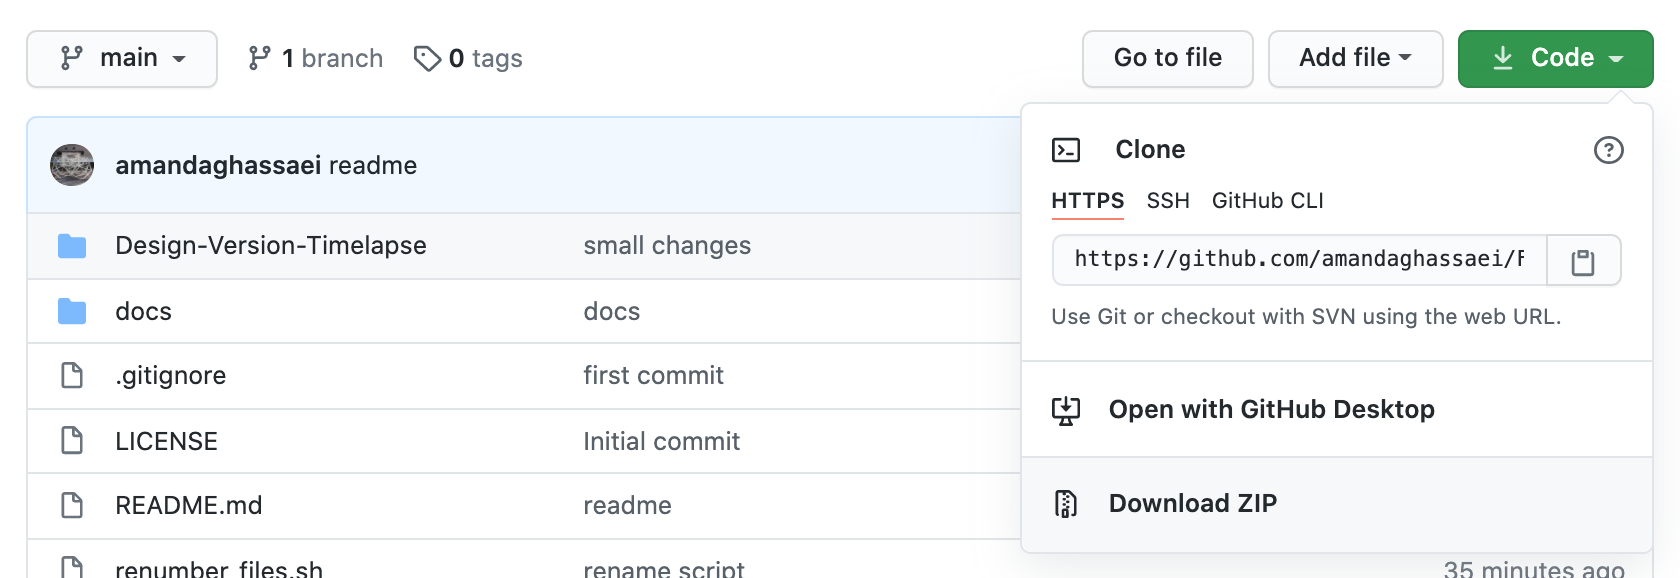 main 1 branch 0 tags Go to file Add file Code
amandaghassaei readme
Design-Version-Timelapse small changes
docs docs
.gitignore first commit
LICENSE Initial commit
README.md readme
renumber_files.sh rename script 35 minutes ago
Clone
HTTPS SSH GitHub CLI
https://github.com/amandaghassaei/F
Use Git or checkout with SVN using the web URL.
Open with GitHub Desktop
Download ZIP